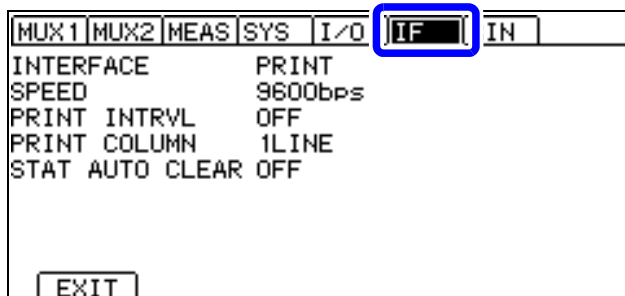 MUX1 MUX2 MEAS SYS I/O IF IN
INTERFACE PRINT
SPEED 9600bps
PRINT INTRVL OFF
PRINT COLUMN 1LINE
STAT AUTO CLEAR OFF
EXIT